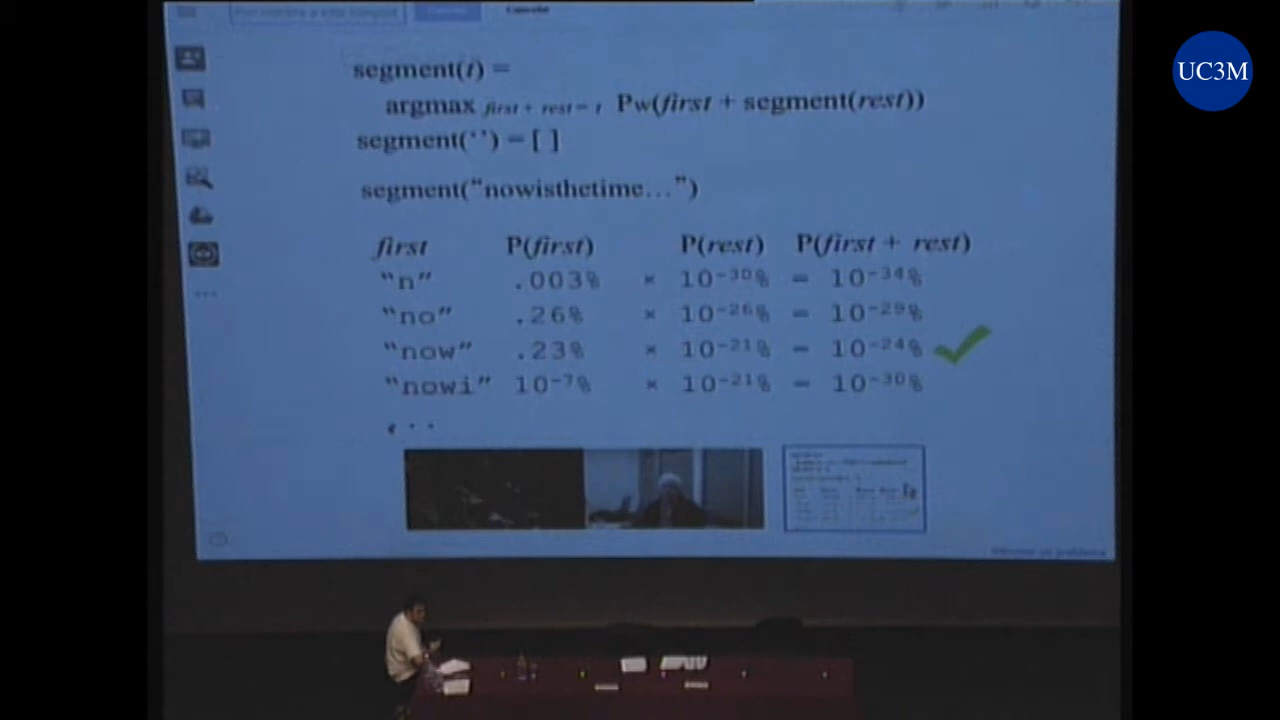 UC3M
segment(t) =
argmax first + rest = t Pw(first + segment(rest))
segment('') = [ ]
segment("nowisthetime…")
first P(first) P(rest) P(first + rest)
"n" .003% × 10⁻³⁰% = 10⁻³⁴%
"no" .26% × 10⁻²⁶% = 10⁻²⁹%
"now" .23% × 10⁻²¹% = 10⁻²⁴%
"nowi" 10⁻⁷% × 10⁻²¹% = 10⁻³⁰%
...